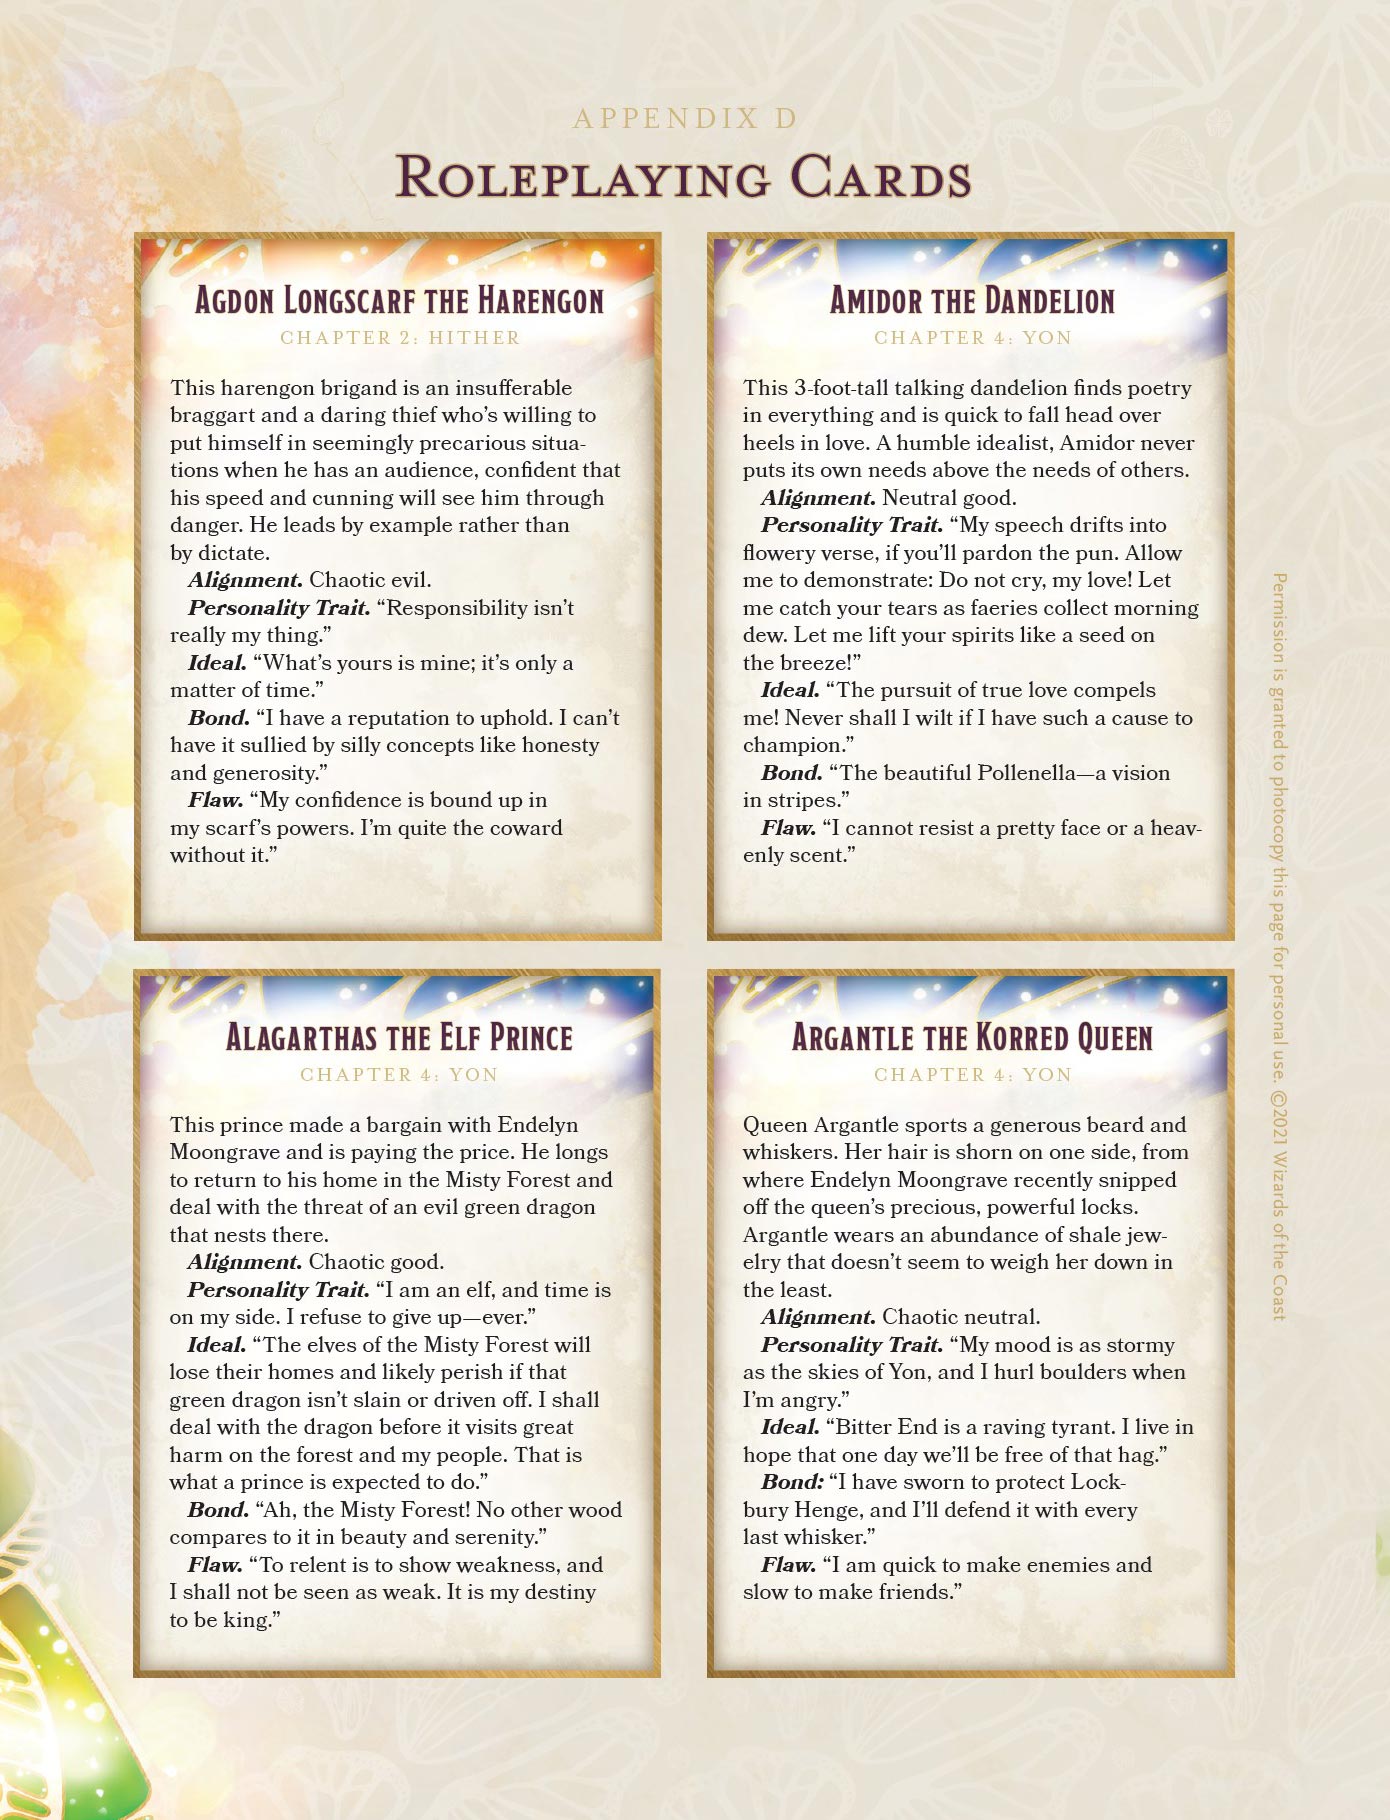 APPENDIX D
ROLEPLAYING CARDS
AGDON LONGSCARF THE HARENGON
CHAPTER 2: HITHER
This harengon brigand is an insufferable
braggart and a daring thief who's willing to
put himself in seemingly precarious situa-
tions when he has an audience, confident that
his speed and cunning will see him through
danger. He leads by example rather than
by dictate.
Alignment. Chaotic evil.
Personality Trait. “Responsibility isn't
really my thing.”
Ideal. “What's yours is mine; it's only a
matter of time.”
Bond. “I have a reputation to uphold. I can't
have it sullied by silly concepts like honesty
and generosity.”
Flaw. “My confidence is bound up in
my scarf's powers. I'm quite the coward
without it.”
AMIDOR THE DANDELION
CHAPTER 4: YON
This 3-foot-tall talking dandelion finds poetry
in everything and is quick to fall head over
heels in love. A humble idealist, Amidor never
puts its own needs above the needs of others.
Alignment. Neutral good.
Personality Trait. “My speech drifts into
flowery verse, if you'll pardon the pun. Allow
me to demonstrate: Do not cry, my love! Let
me catch your tears as faeries collect morning
dew. Let me lift your spirits like a seed on
the breeze!”
Ideal. “The pursuit of true love compels
me! Never shall I wilt if I have such a cause to
champion.”
Bond. “The beautiful Pollenella—a vision
in stripes.”
Flaw. “I cannot resist a pretty face or a heav-
enly scent.”
ALAGARTHAS THE ELF PRINCE
CHAPTER 4: YON
This prince made a bargain with Endelyn
Moongrave and is paying the price. He longs
to return to his home in the Misty Forest and
deal with the threat of an evil green dragon
that nests there.
Alignment. Chaotic good.
Personality Trait. “I am an elf, and time is
on my side. I refuse to give up—ever.”
Ideal. “The elves of the Misty Forest will
lose their homes and likely perish if that
green dragon isn't slain or driven off. I shall
deal with the dragon before it visits great
harm on the forest and my people. That is
what a prince is expected to do.”
Bond. “Ah, the Misty Forest! No other wood
compares to it in beauty and serenity.”
Flaw. “To relent is to show weakness, and
I shall not be seen as weak. It is my destiny
to be king.”
ARGANTLE THE KORRED QUEEN
CHAPTER 4: YON
Queen Argantle sports a generous beard and
whiskers. Her hair is shorn on one side, from
where Endelyn Moongrave recently snipped
off the queen's precious, powerful locks.
Argantle wears an abundance of shale jew-
elry that doesn't seem to weigh her down in
the least.
Alignment. Chaotic neutral.
Personality Trait. “My mood is as stormy
as the skies of Yon, and I hurl boulders when
I'm angry.”
Ideal. “Bitter End is a raving tyrant. I live in
hope that one day we'll be free of that hag.”
Bond: “I have sworn to protect Lock-
bury Henge, and I'll defend it with every
last whisker.”
Flaw. “I am quick to make enemies and
slow to make friends.”
Permission is granted to photocopy this page for personal use. ©2021 Wizards of the Coast